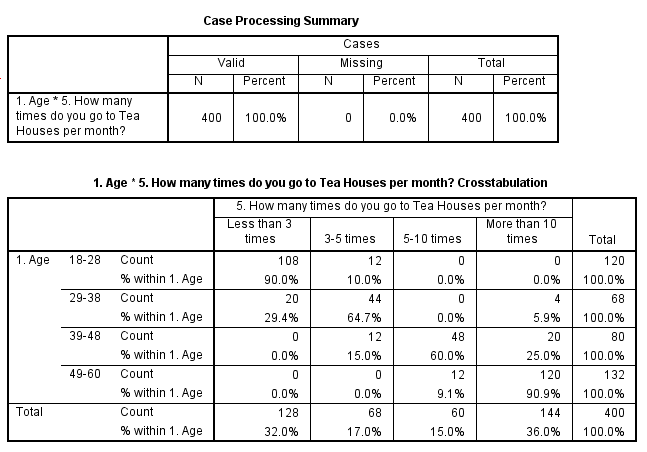 Case Processing Summary
Cases
Valid Missing Total
N Percent N Percent N Percent
1. Age * 5. How many
times do you go to Tea
Houses per month?
400 100.0% 0 0.0% 400 100.0%
1. Age * 5. How many times do you go to Tea Houses per month? Crosstabulation
5. How many times do you go to Tea Houses per month?
Less than 3
times
3-5 times
5-10 times
More than 10
times
Total
1. Age 18-28 Count 108 12 0 0 120
% within 1. Age 90.0% 10.0% 0.0% 0.0% 100.0%
29-38 Count 20 44 0 4 68
% within 1. Age 29.4% 64.7% 0.0% 5.9% 100.0%
39-48 Count 0 12 48 20 80
% within 1. Age 0.0% 15.0% 60.0% 25.0% 100.0%
49-60 Count 0 0 12 120 132
% within 1. Age 0.0% 0.0% 9.1% 90.9% 100.0%
Total Count 128 68 60 144 400
% within 1. Age 32.0% 17.0% 15.0% 36.0% 100.0%